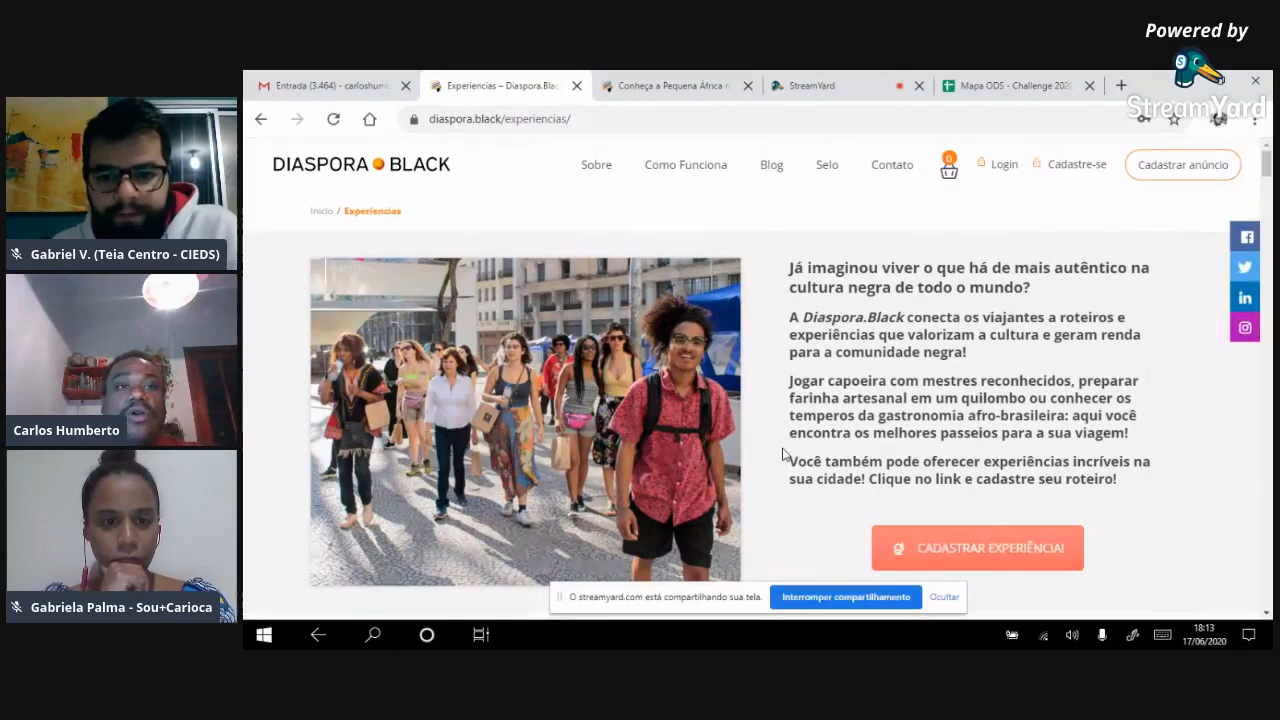 Powered by
StreamYard
Entrada (3.464) - carloshuml
Experiencias – Diaspora.Blac
Conheça a Pequena África n
StreamYard
Mapa ODS - Challenge 202
diaspora.black/experiencias/
DIASPORA BLACK
Sobre
Como Funciona
Blog
Selo
Contato
0
Login
Cadastre-se
Cadastrar anúncio
Inicio / Experiencias
Já imaginou viver o que há de mais autêntico na
cultura negra de todo o mundo?
A Diaspora.Black conecta os viajantes a roteiros e
experiências que valorizam a cultura e geram renda
para a comunidade negra!
Jogar capoeira com mestres reconhecidos, preparar
farinha artesanal em um quilombo ou conhecer os
temperos da gastronomia afro-brasileira: aqui você
encontra os melhores passeios para a sua viagem!
Você também pode oferecer experiências incríveis na
sua cidade! Clique no link e cadastre seu roteiro!
CADASTRAR EXPERIÊNCIA!
O streamyard.com está compartilhando sua tela.
Interromper compartilhamento
Ocultar
18:13
17/06/2020
Gabriel V. (Teia Centro - CIEDS)
Carlos Humberto
Gabriela Palma - Sou+Carioca